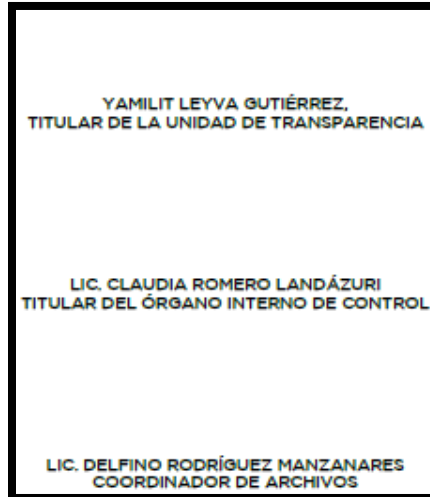 YAMILIT LEYVA GUTIÉRREZ,
TITULAR DE LA UNIDAD DE TRANSPARENCIA
LIC. CLAUDIA ROMERO LANDÁZURI
TITULAR DEL ÓRGANO INTERNO DE CONTROL
LIC. DELFINO RODRÍGUEZ MANZANARES
COORDINADOR DE ARCHIVOS